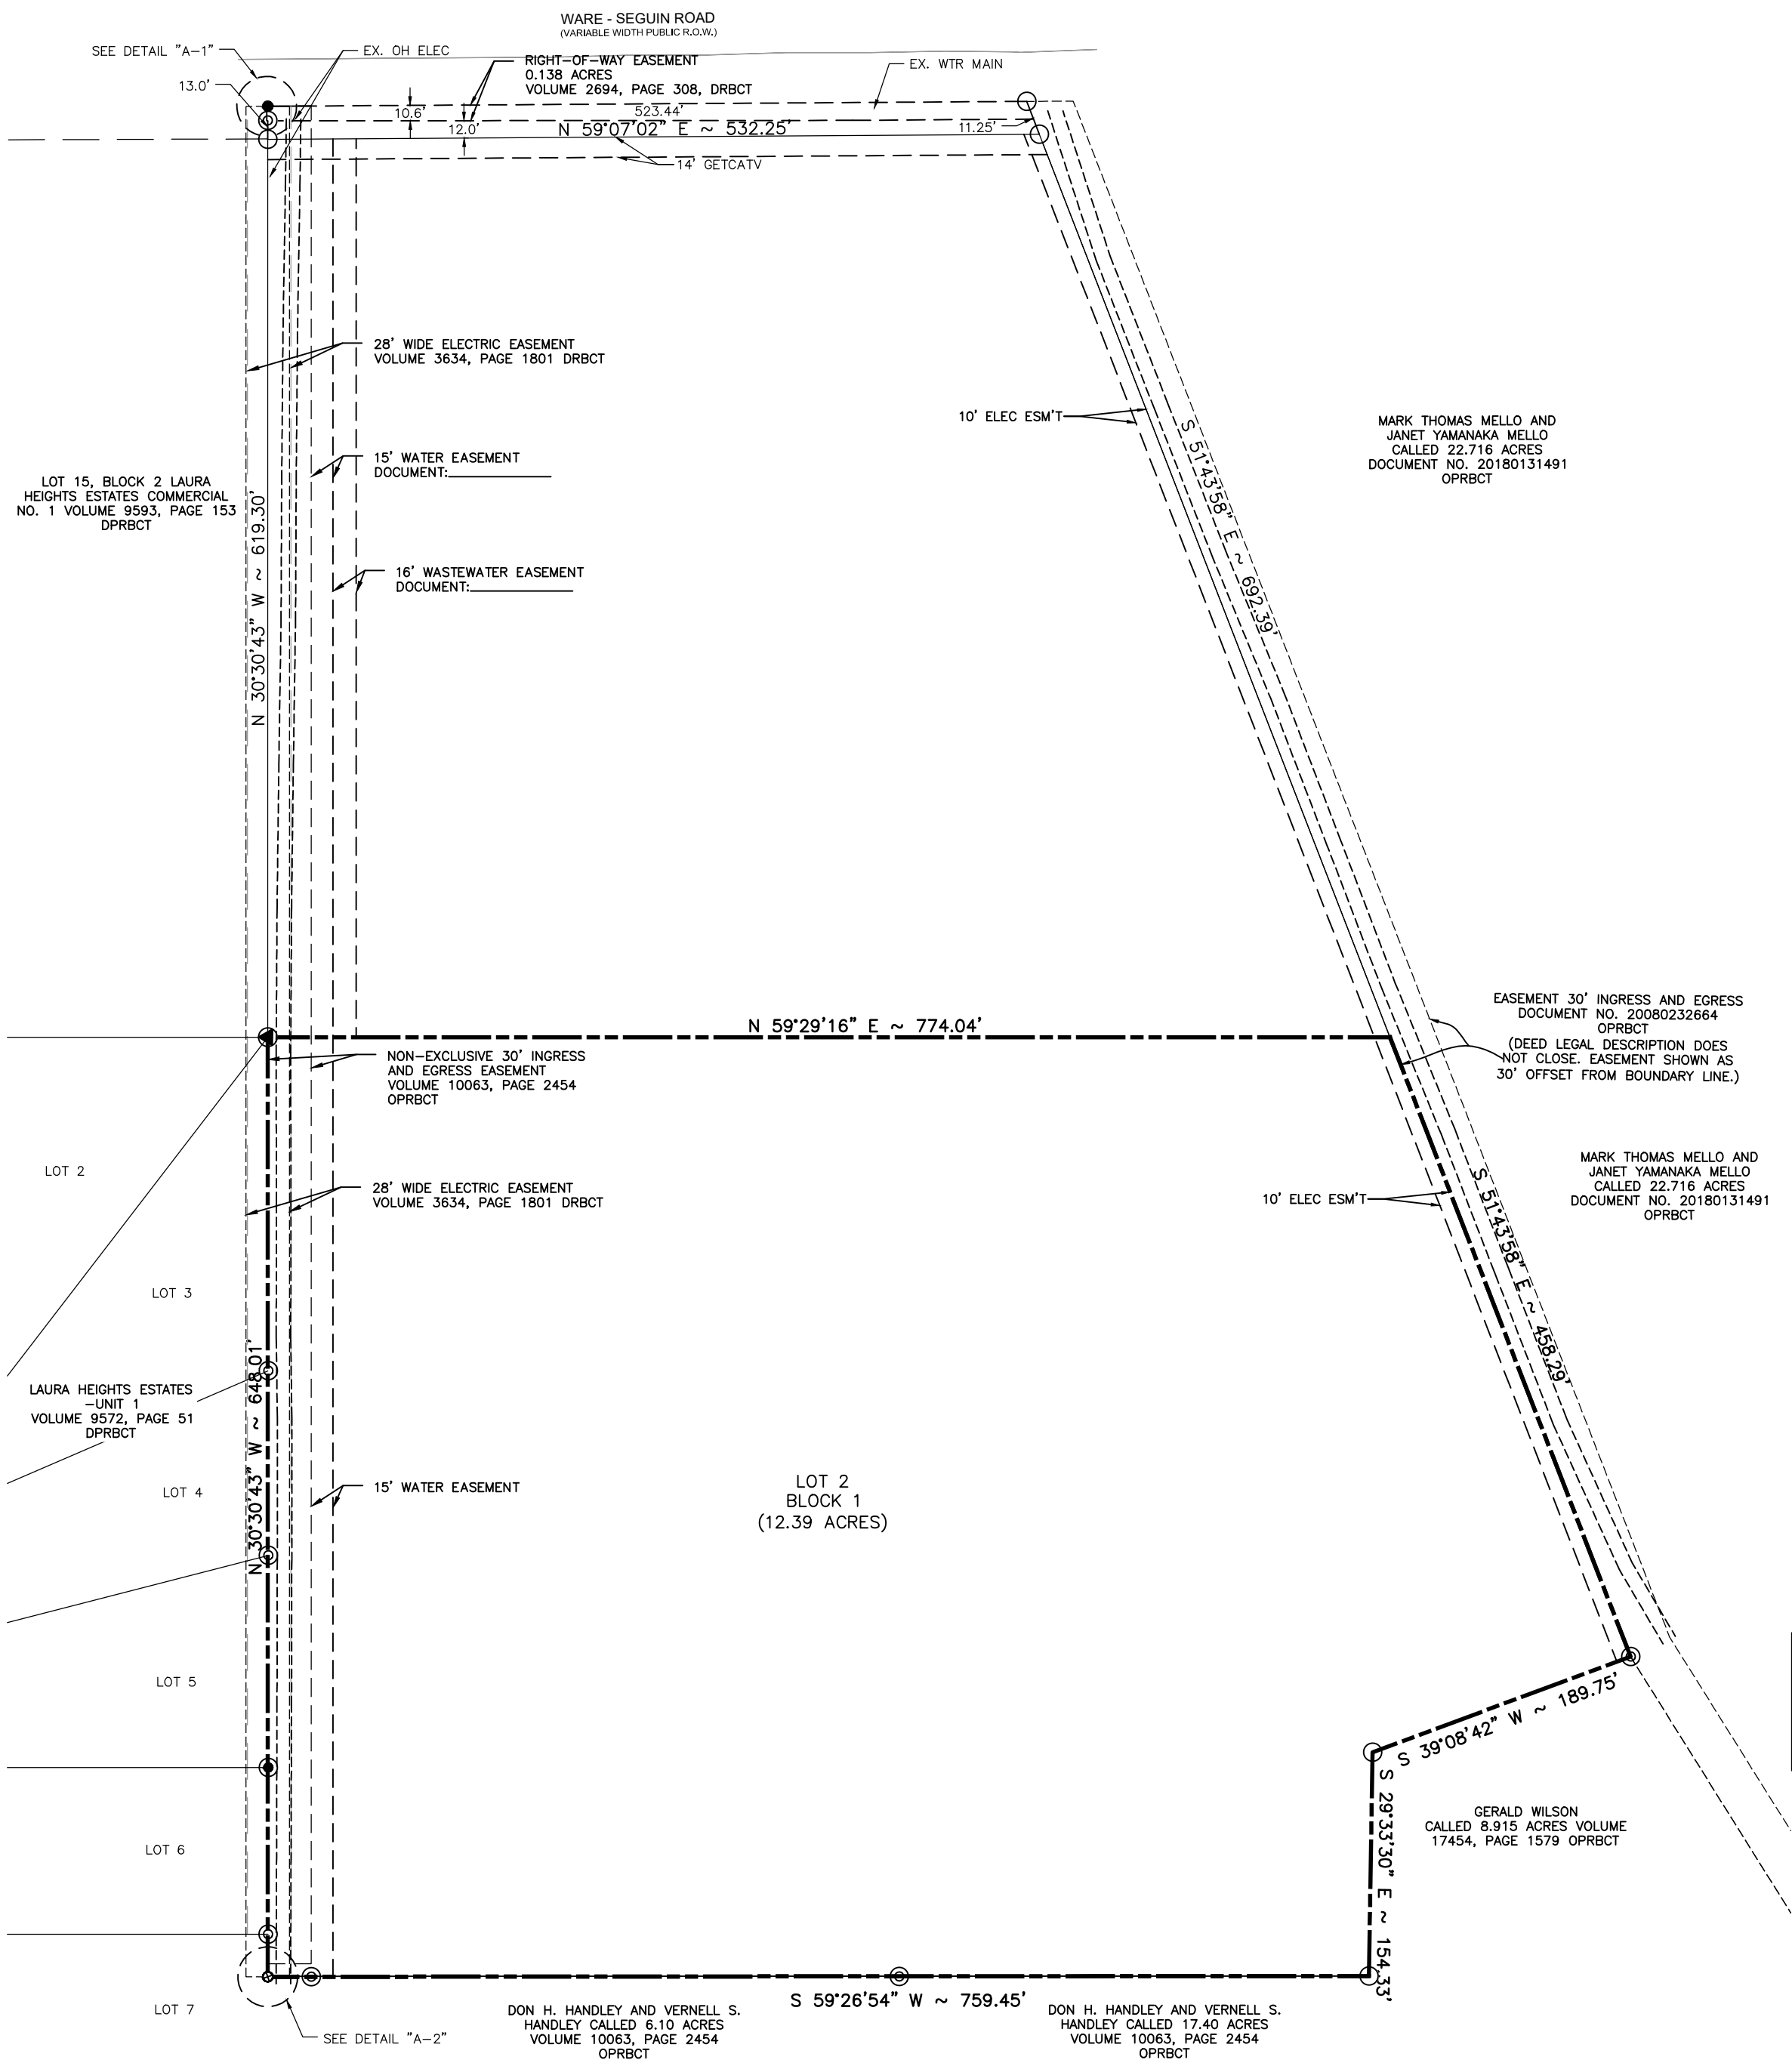 WARE - SEGUIN ROAD
(VARIABLE WIDTH PUBLIC R.O.W.)
SEE DETAIL "A-1"
EX. OH ELEC
RIGHT-OF-WAY EASEMENT
0.138 ACRES
VOLUME 2694, PAGE 308, DRBCT
EX. WTR MAIN
13.0'
10.6'
523.44'
12.0'
N 59°07'02" E ~ 532.25'
11.25'
14' GETCATV
28' WIDE ELECTRIC EASEMENT
VOLUME 3634, PAGE 1801 DRBCT
10' ELEC ESM'T
S 51°43'58" E ~ 692.39'
MARK THOMAS MELLO AND
JANET YAMANAKA MELLO
CALLED 22.716 ACRES
DOCUMENT NO. 20180131491
OPRBCT
15' WATER EASEMENT
DOCUMENT:
LOT 15, BLOCK 2 LAURA
HEIGHTS ESTATES COMMERCIAL
NO. 1 VOLUME 9593, PAGE 153
DPRBCT
N 30°30'43" W ~ 619.30'
16' WASTEWATER EASEMENT
DOCUMENT:
N 59°29'16" E ~ 774.04'
EASEMENT 30' INGRESS AND EGRESS
DOCUMENT NO. 20080232664
OPRBCT
(DEED LEGAL DESCRIPTION DOES
NOT CLOSE. EASEMENT SHOWN AS
30' OFFSET FROM BOUNDARY LINE.)
NON-EXCLUSIVE 30' INGRESS
AND EGRESS EASEMENT
VOLUME 10063, PAGE 2454
OPRBCT
LOT 2
28' WIDE ELECTRIC EASEMENT
VOLUME 3634, PAGE 1801 DRBCT
10' ELEC ESM'T
S 51°43'58" E ~ 458.29'
MARK THOMAS MELLO AND
JANET YAMANAKA MELLO
CALLED 22.716 ACRES
DOCUMENT NO. 20180131491
OPRBCT
LOT 3
LAURA HEIGHTS ESTATES
-UNIT 1
VOLUME 9572, PAGE 51
DPRBCT
N 30°30'43" W ~ 648.01'
LOT 4
15' WATER EASEMENT
LOT 2
BLOCK 1
(12.39 ACRES)
LOT 5
S 39°08'42" W ~ 189.75'
S 29°33'30" E ~ 154.33'
GERALD WILSON
CALLED 8.915 ACRES VOLUME
17454, PAGE 1579 OPRBCT
LOT 6
LOT 7
SEE DETAIL "A-2"
S 59°26'54" W ~ 759.45'
DON H. HANDLEY AND VERNELL S.
HANDLEY CALLED 6.10 ACRES
VOLUME 10063, PAGE 2454
OPRBCT
DON H. HANDLEY AND VERNELL S.
HANDLEY CALLED 17.40 ACRES
VOLUME 10063, PAGE 2454
OPRBCT